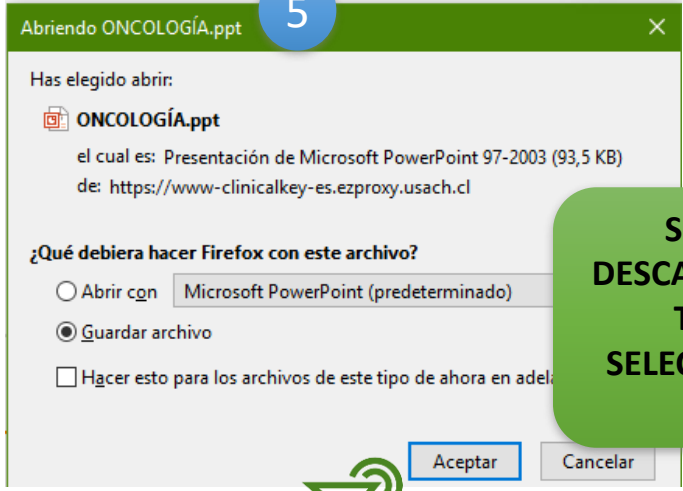 5
Abriendo ONCOLOGÍA.ppt
Has elegido abrir:
ONCOLOGÍA.ppt
el cual es: Presentación de Microsoft PowerPoint 97-2003 (93,5 KB)
de: https://www-clinicalkey-es.ezproxy.usach.cl
¿Qué debiera hacer Firefox con este archivo?
Abrir con Microsoft PowerPoint (predeterminado)
Guardar archivo
Hacer esto para los archivos de este tipo de ahora en
Aceptar Cancelar